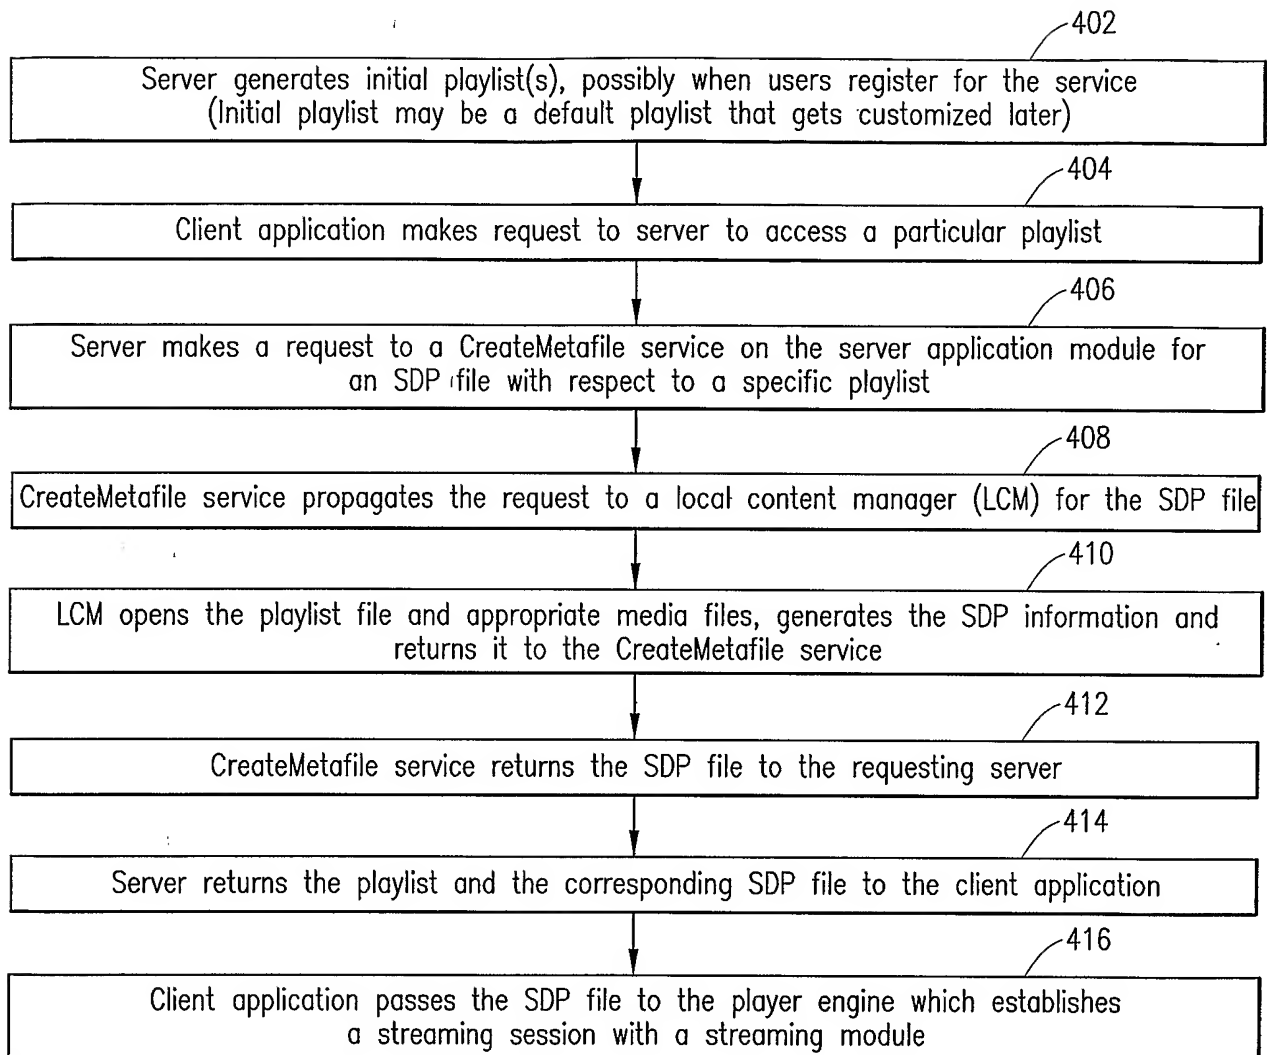 402
Server generates initial playlist(s), possibly when users register for the service
(Initial playlist may be a default playlist that gets customized later)
404
Client application makes request to server to access a particular playlist
406
Server makes a request to a CreateMetafile service on the server application module for
an SDP file with respect to a specific playlist
408
CreateMetafile service propagates the request to a local content manager (LCM) for the SDP file
410
LCM opens the playlist file and appropriate media files, generates the SDP information and
returns it to the CreateMetafile service
412
CreateMetafile service returns the SDP file to the requesting server
414
Server returns the playlist and the corresponding SDP file to the client application
416
Client application passes the SDP file to the player engine which establishes
a streaming session with a streaming module